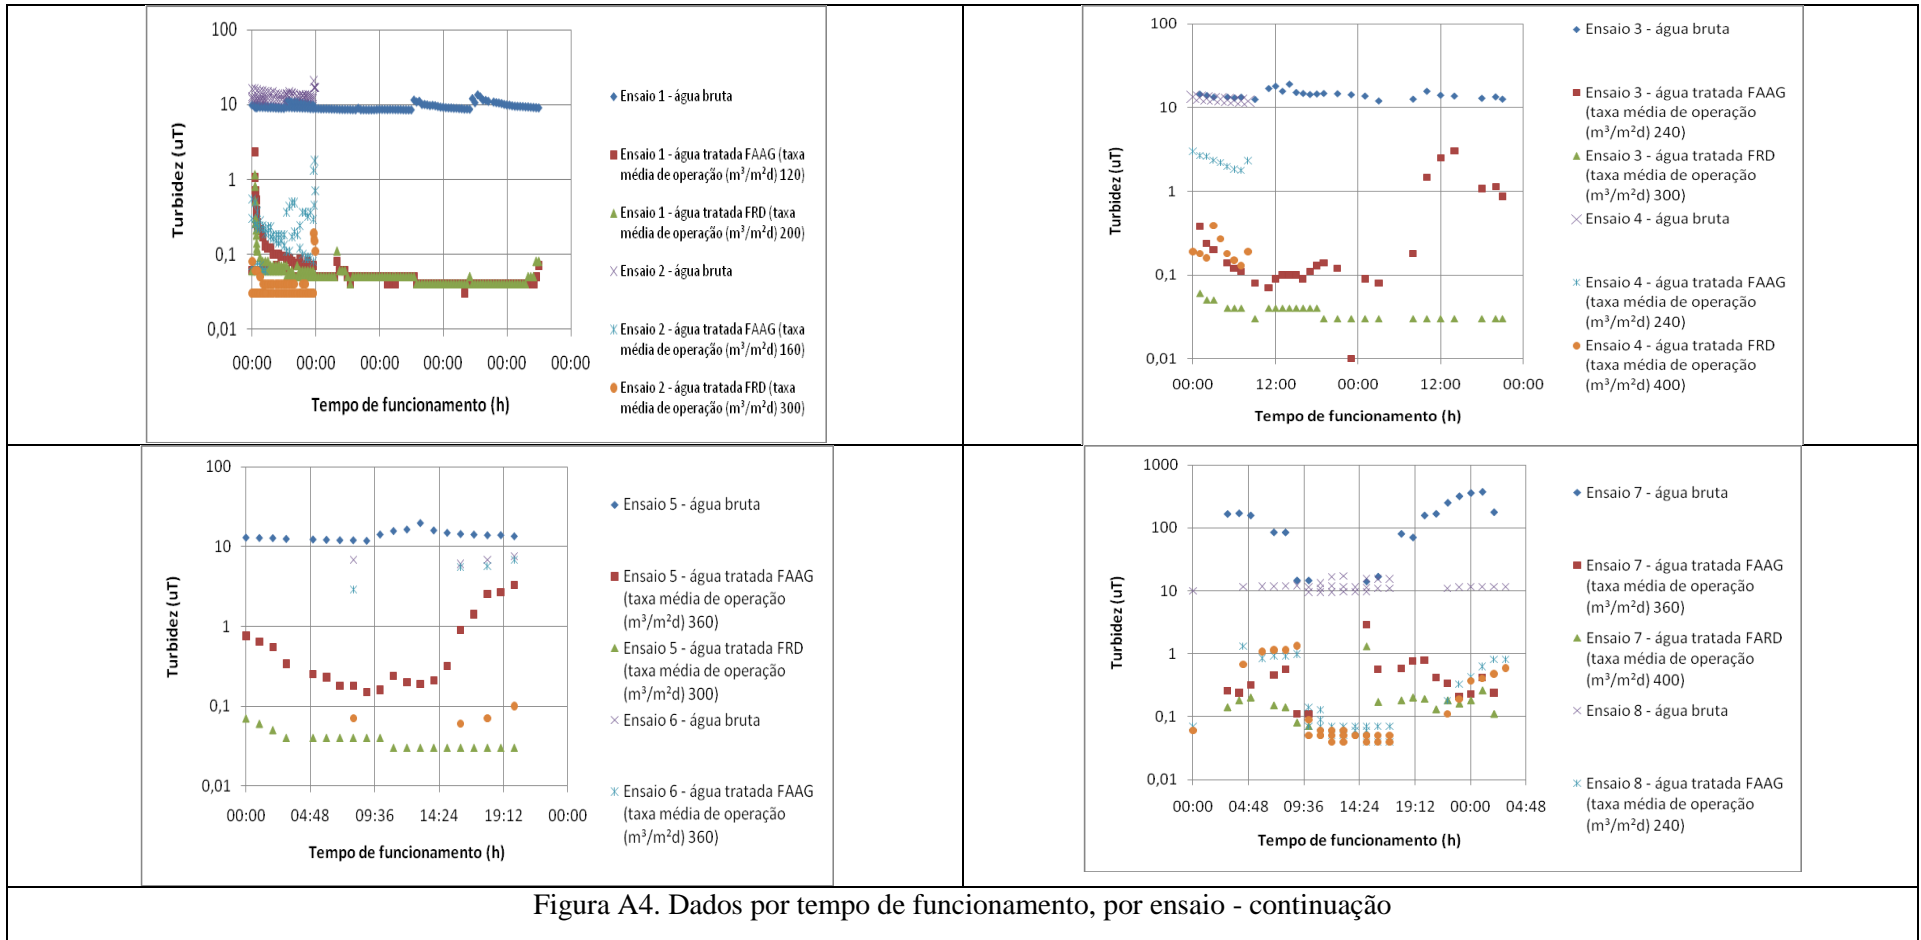 100
10
1
0,1
0,01
Turbidez (uT)
00:00 00:00 00:00 00:00 00:00 00:00
Tempo de funcionamento (h)
Ensaio 1 - água bruta
Ensaio 1 - água tratada FAAG (taxa
média de operação (m³/m²d) 120)
Ensaio 1 - água tratada FRD (taxa
média de operação (m³/m²d) 200)
Ensaio 2 - água bruta
Ensaio 2 - água tratada FAAG (taxa
média de operação (m³/m²d) 160)
Ensaio 2 - água tratada FRD (taxa
média de operação (m³/m²d) 300)
100
10
1
0,1
0,01
Turbidez (uT)
00:00 12:00 00:00 12:00 00:00
Tempo de funcionamento (h)
Ensaio 3 - água bruta
Ensaio 3 - água tratada FAAG
(taxa média de operação
(m³/m²d) 240)
Ensaio 3 - água tratada FRD
(taxa média de operação
(m³/m²d) 300)
Ensaio 4 - água bruta
Ensaio 4 - água tratada FAAG
(taxa média de operação
(m³/m²d) 240)
Ensaio 4 - água tratada FRD
(taxa média de operação
(m³/m²d) 400)
100
10
1
0,1
0,01
Turbidez (uT)
00:00 04:48 09:36 14:24 19:12 00:00
Tempo de funcionamento (h)
Ensaio 5 - água bruta
Ensaio 5 - água tratada FAAG
(taxa média de operação
(m³/m²d) 360)
Ensaio 5 - água tratada FRD
(taxa média de operação
(m³/m²d) 300)
Ensaio 6 - água bruta
Ensaio 6 - água tratada FAAG
(taxa média de operação
(m³/m²d) 360)
1000
100
10
1
0,1
0,01
Turbidez (uT)
00:00 04:48 09:36 14:24 19:12 00:00 04:48
Tempo de funcionamento (h)
Ensaio 7 - água bruta
Ensaio 7 - água tratada FAAG
(taxa média de operação
(m³/m²d) 360)
Ensaio 7 - água tratada FARD
(taxa média de operação
(m³/m²d) 400)
Ensaio 8 - água bruta
Ensaio 8 - água tratada FAAG
(taxa média de operação
(m³/m²d) 240)
Figura A4. Dados por tempo de funcionamento, por ensaio - continuação